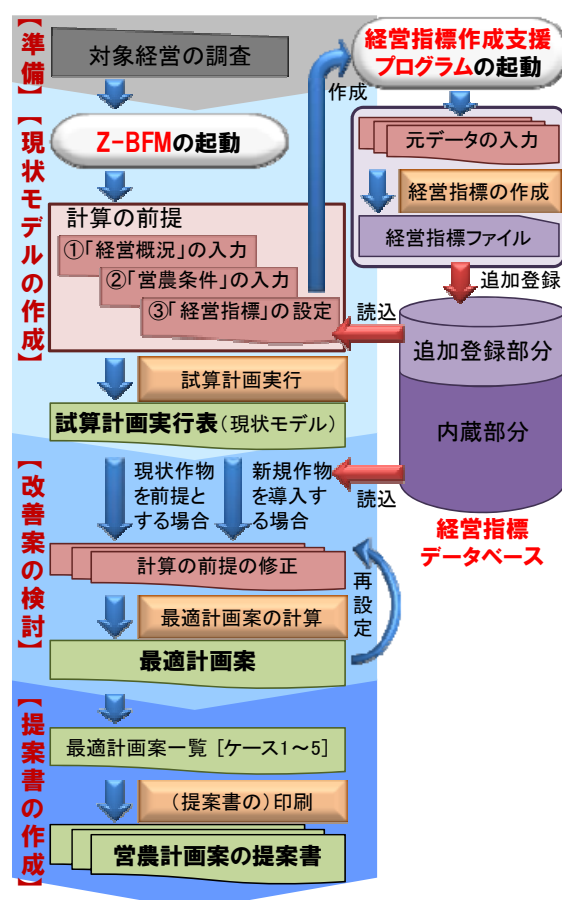 【準備】
対象経営の調査
経営指標作成支援
プログラムの起動
作成
【現状モデルの作成】
Z-BFMの起動
元データの入力
経営指標の作成
経営指標ファイル
計算の前提
①「経営概況」の入力
②「営農条件」の入力
③「経営指標」の設定
追加登録
読込
追加登録部分
内蔵部分
試算計画実行
試算計画実行表(現状モデル)
【改善案の検討】
現状作物
を前提と
する場合
新規作物
を導入す
る場合
読込
経営指標
データベース
計算の前提の修正
再設定
最適計画案の計算
最適計画案
【提案書の作成】
最適計画案一覧 [ケース1~5]
(提案書の)印刷
営農計画案の提案書